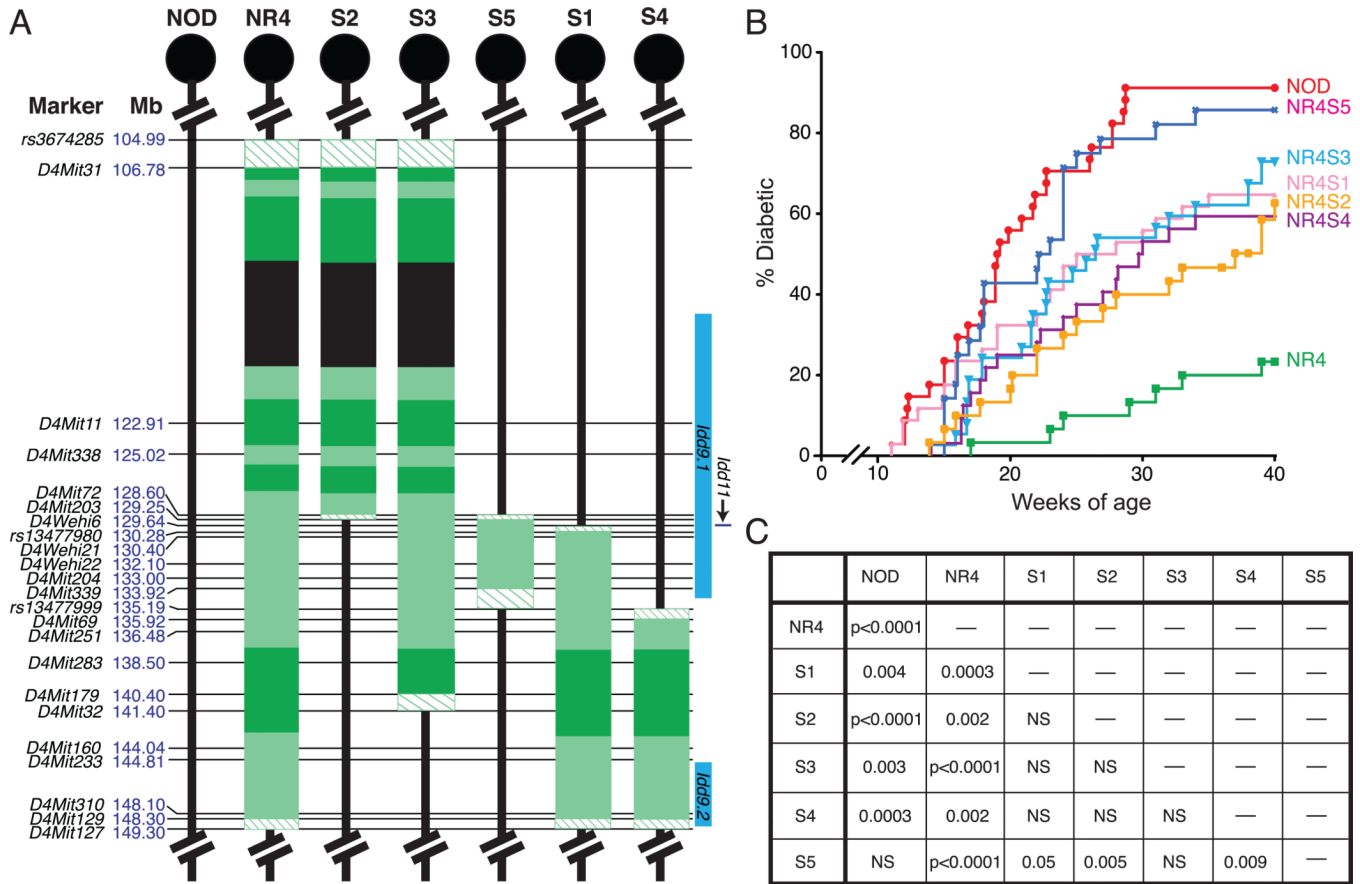 A
NOD NR4 S2 S3 S5 S1 S4
Marker Mb
rs3674285 104.99
D4Mit31 106.78
D4Mit11 122.91
D4Mit338 125.02
D4Mit72 128.60
D4Mit203 129.25
D4Wehi6 129.64
rs13477980 130.28
D4Wehi21 130.40
D4Wehi22 132.10
D4Mit204 133.00
D4Mit339 133.92
rs13477999 135.19
D4Mit69 135.92
D4Mit251 136.48
D4Mit283 138.50
D4Mit179 140.40
D4Mit32 141.40
D4Mit160 144.04
D4Mit233 144.81
D4Mit310 148.10
D4Mit129 148.30
D4Mit127 149.30
Idd9.1
Idd11
Idd9.2
B
% Diabetic
100
80
60
40
20
0
0 10 20 30 40
Weeks of age
NOD
NR4S5
NR4S3
NR4S1
NR4S2
NR4S4
NR4
C
NOD NR4 S1 S2 S3 S4 S5
NR4 p<0.0001 — — — — — —
S1 0.004 0.0003 — — — — —
S2 p<0.0001 0.002 NS — — — —
S3 0.003 p<0.0001 NS NS — — —
S4 0.0003 0.002 NS NS NS — —
S5 NS p<0.0001 0.05 0.005 NS 0.009 —